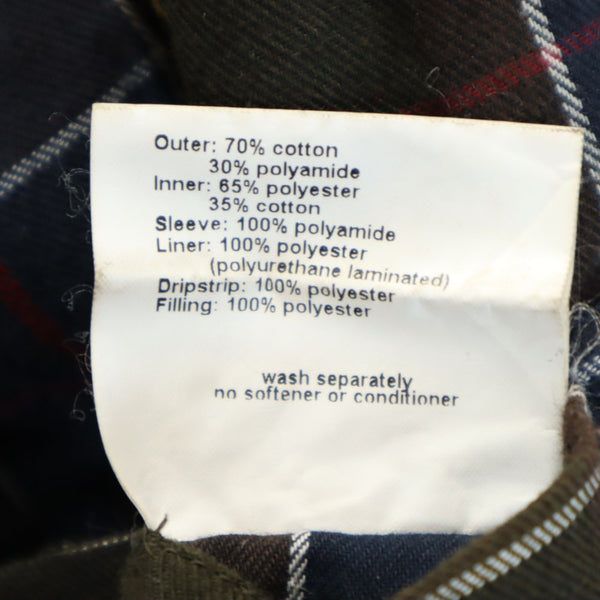 Outer: 70% cotton
30% polyamide
Inner: 65% polyester
35% cotton
Sleeve: 100% polyamide
Liner: 100% polyester
(polyurethane laminated)
Dripstrip: 100% polyester
Filling: 100% polyester
wash separately
no softener or conditioner